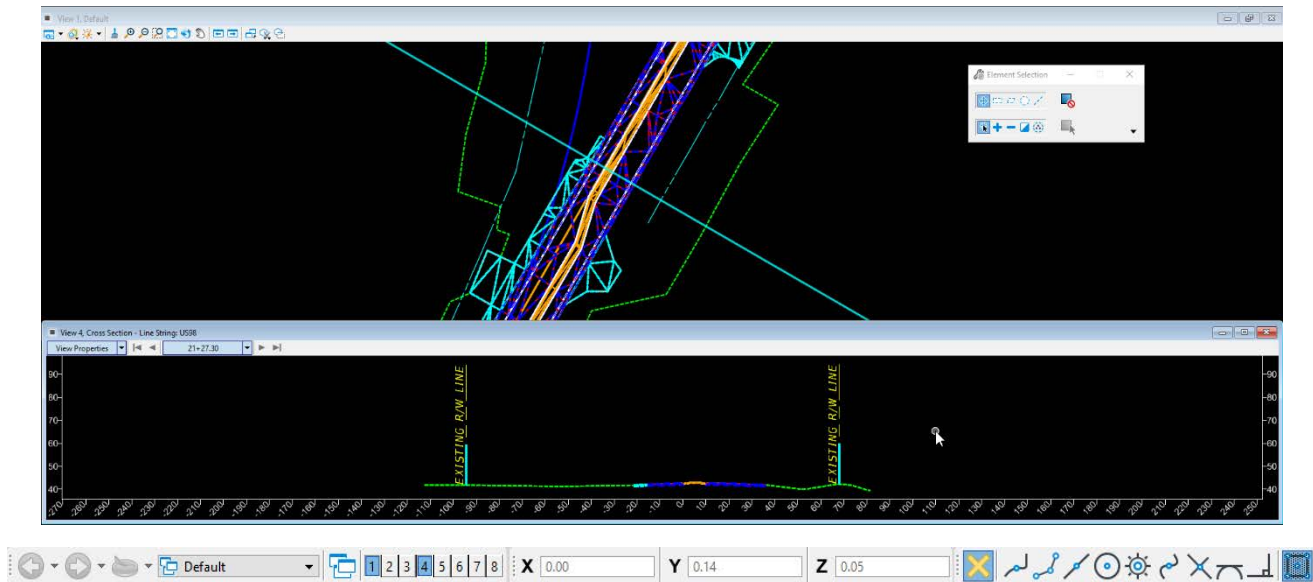 View 1, Default
Element Selection
View 4, Cross Section - Line String: US98
View Properties 21+27.30
90 90
80 80
70 70
60 60
50 50
40 40
EXISTING R/W LINE EXISTING R/W LINE
-270 -260 -250 -240 -230 -220 -210 -200 -190 -180 -170 -160 -150 -140 -130 -120 -110 -100 -90 -80 -70 -60 -50 -40 -30 -20 -10 0 10 20 30 40 50 60 70 80 90 100 110 120 130 140 150 160 170 180 190 200 210 220 230 240 250
Default 1 2 3 4 5 6 7 8 X 0.00 Y 0.14 Z 0.05